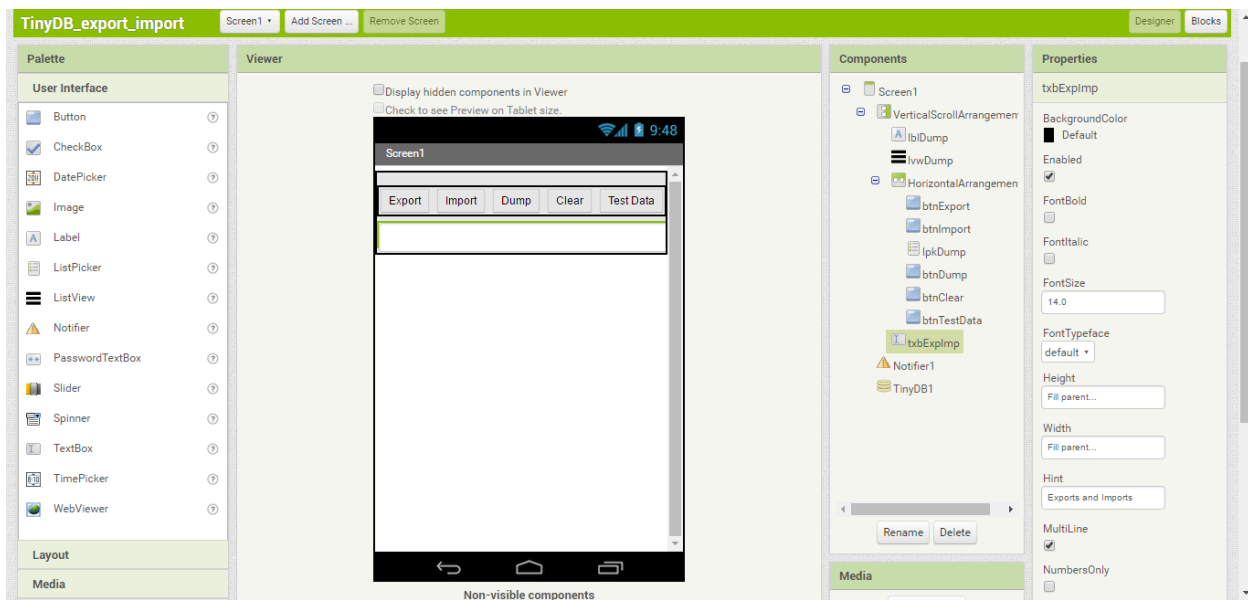 TinyDB_export_import
Screen1
Add Screen ...
Remove Screen
Designer
Blocks
Palette
User Interface
Button
CheckBox
DatePicker
Image
Label
ListPicker
ListView
Notifier
PasswordTextBox
Slider
Spinner
TextBox
TimePicker
WebViewer
Layout
Media
Viewer
Display hidden components in Viewer
Check to see Preview on Tablet size.
9:48
Screen1
Export Import Dump Clear Test Data
Non-visible components
Components
Screen1
VerticalScrollArrangemen
lblDump
lvwDump
HorizontalArrangemen
btnExport
btnImport
lpkDump
btnDump
btnClear
btnTestData
txbExpImp
Notifier1
TinyDB1
Rename Delete
Media
Properties
txbExpImp
BackgroundColor
Default
Enabled
FontBold
FontItalic
FontSize
14.0
FontTypeface
default
Height
Fill parent...
Width
Fill parent...
Hint
Exports and Imports
MultiLine
NumbersOnly